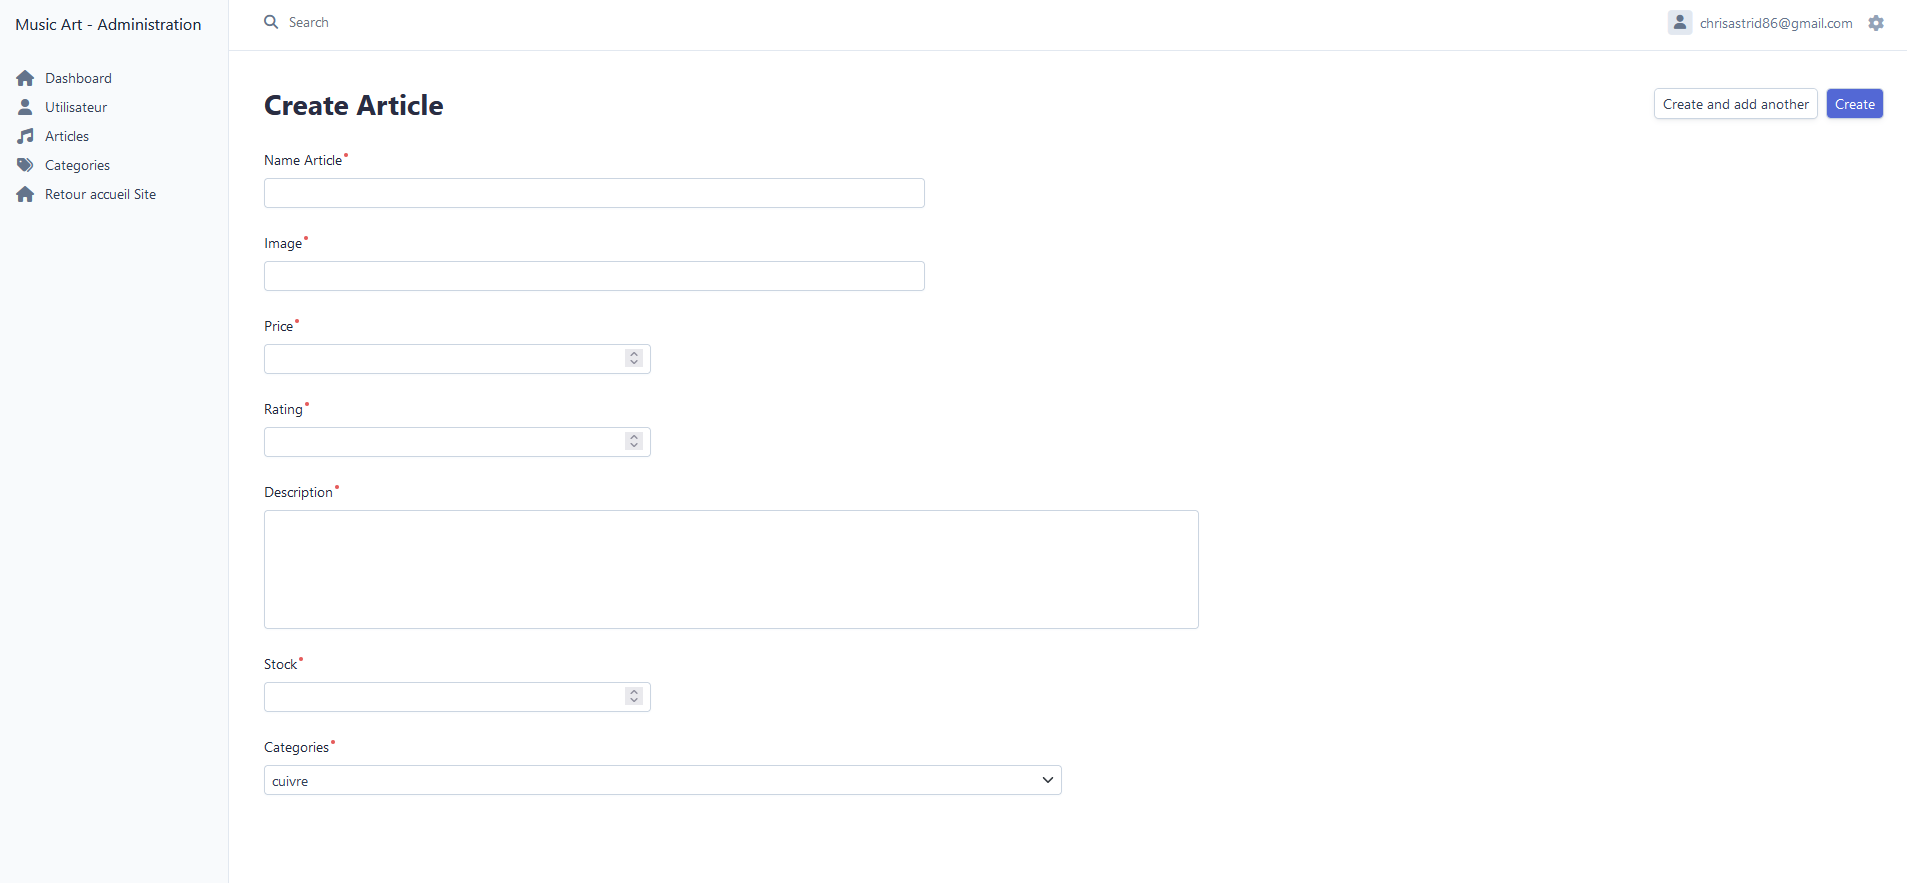 Music Art - Administration
Search
chrisastrid86@gmail.com
Dashboard
Utilisateur
Articles
Categories
Retour accueil Site
Create Article
Create and add another
Create
Name Article
Image
Price
Rating
Description
Stock
Categories
cuivre